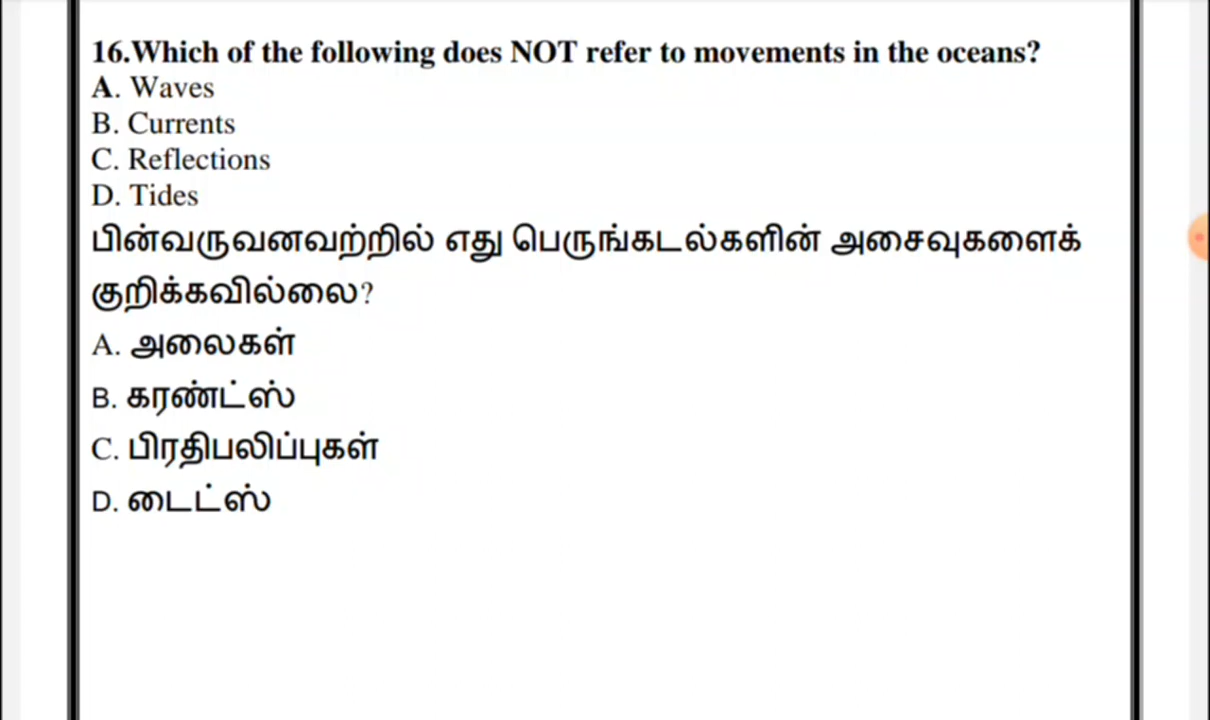 16.Which of the following does NOT refer to movements in the oceans?
A. Waves
B. Currents
C. Reflections
D. Tides
பின்வருவனவற்றில் எது பெருங்கடல்களின் அசைவுகளைக்
குறிக்கவில்லை?
A. அலைகள்
B. கரண்ட்ஸ்
C. பிரதிபலிப்புகள்
D. டைட்ஸ்